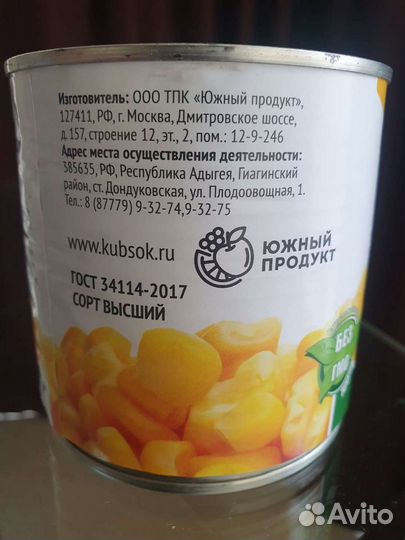 Изготовитель: ООО ТПК «Южный продукт»,
127411, РФ, г. Москва, Дмитровское шоссе,
д. 157, строение 12, эт., 2, пом.: 12-9-246
Адрес места осуществления деятельности:
385635, РФ, Республика Адыгея, Гиагинский
район, ст. Дондуковская, ул. Плодоовощная, 1.
Тел.: 8 (87779) 9-32-74,9-32-75
www.kubsok.ru
ЮЖНЫЙ
ПРОДУКТ
ГОСТ 34114-2017
СОРТ ВЫСШИЙ
БЕЗ
ГМО
Avito